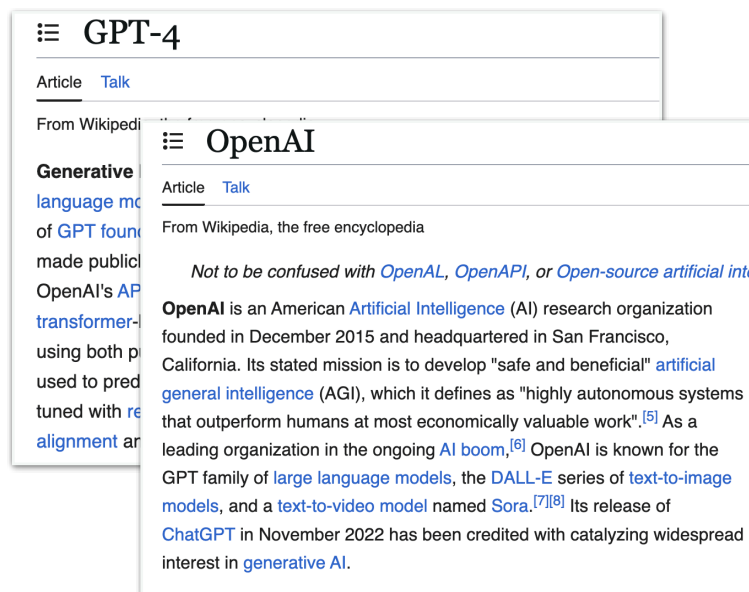 GPT-4
Article Talk
From Wikipedi
Generative
language mo
of GPT foun
made publicl
OpenAI's AP
transformer-
using both p
used to pred
tuned with re
alignment an
OpenAI
Article Talk
From Wikipedia, the free encyclopedia
Not to be confused with OpenAL, OpenAPI, or Open-source artificial int
OpenAI is an American Artificial Intelligence (AI) research organization
founded in December 2015 and headquartered in San Francisco,
California. Its stated mission is to develop "safe and beneficial" artificial
general intelligence (AGI), which it defines as "highly autonomous systems
that outperform humans at most economically valuable work".[5] As a
leading organization in the ongoing AI boom,[6] OpenAI is known for the
GPT family of large language models, the DALL-E series of text-to-image
models, and a text-to-video model named Sora.[7][8] Its release of
ChatGPT in November 2022 has been credited with catalyzing widespread
interest in generative AI.